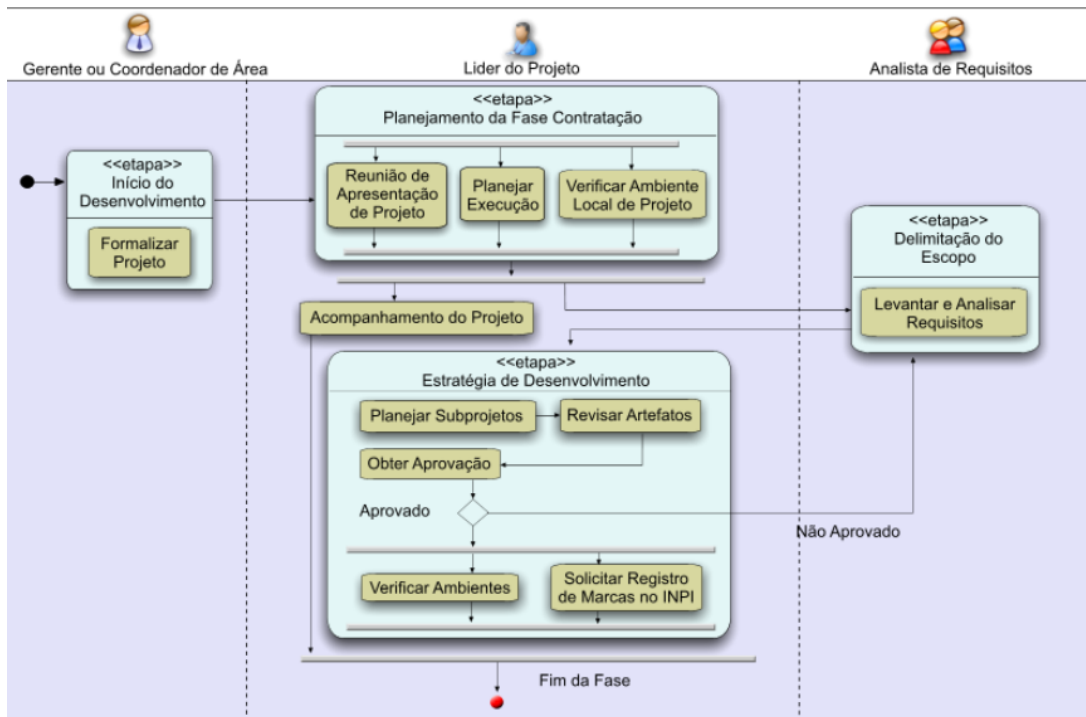 Gerente ou Coordenador de Área
Lider do Projeto
Analista de Requisitos
<<etapa>>
Início do
Desenvolvimento
Formalizar
Projeto
<<etapa>>
Planejamento da Fase Contratação
Reunião de
Apresentação
de Projeto
Planejar
Execução
Verificar Ambiente
Local de Projeto
<<etapa>>
Delimitação do
Escopo
Levantar e Analisar
Requisitos
Acompanhamento do Projeto
<<etapa>>
Estratégia de Desenvolvimento
Planejar Subprojetos
Revisar Artefatos
Obter Aprovação
Aprovado
Não Aprovado
Verificar Ambientes
Solicitar Registro
de Marcas no INPI
Fim da Fase